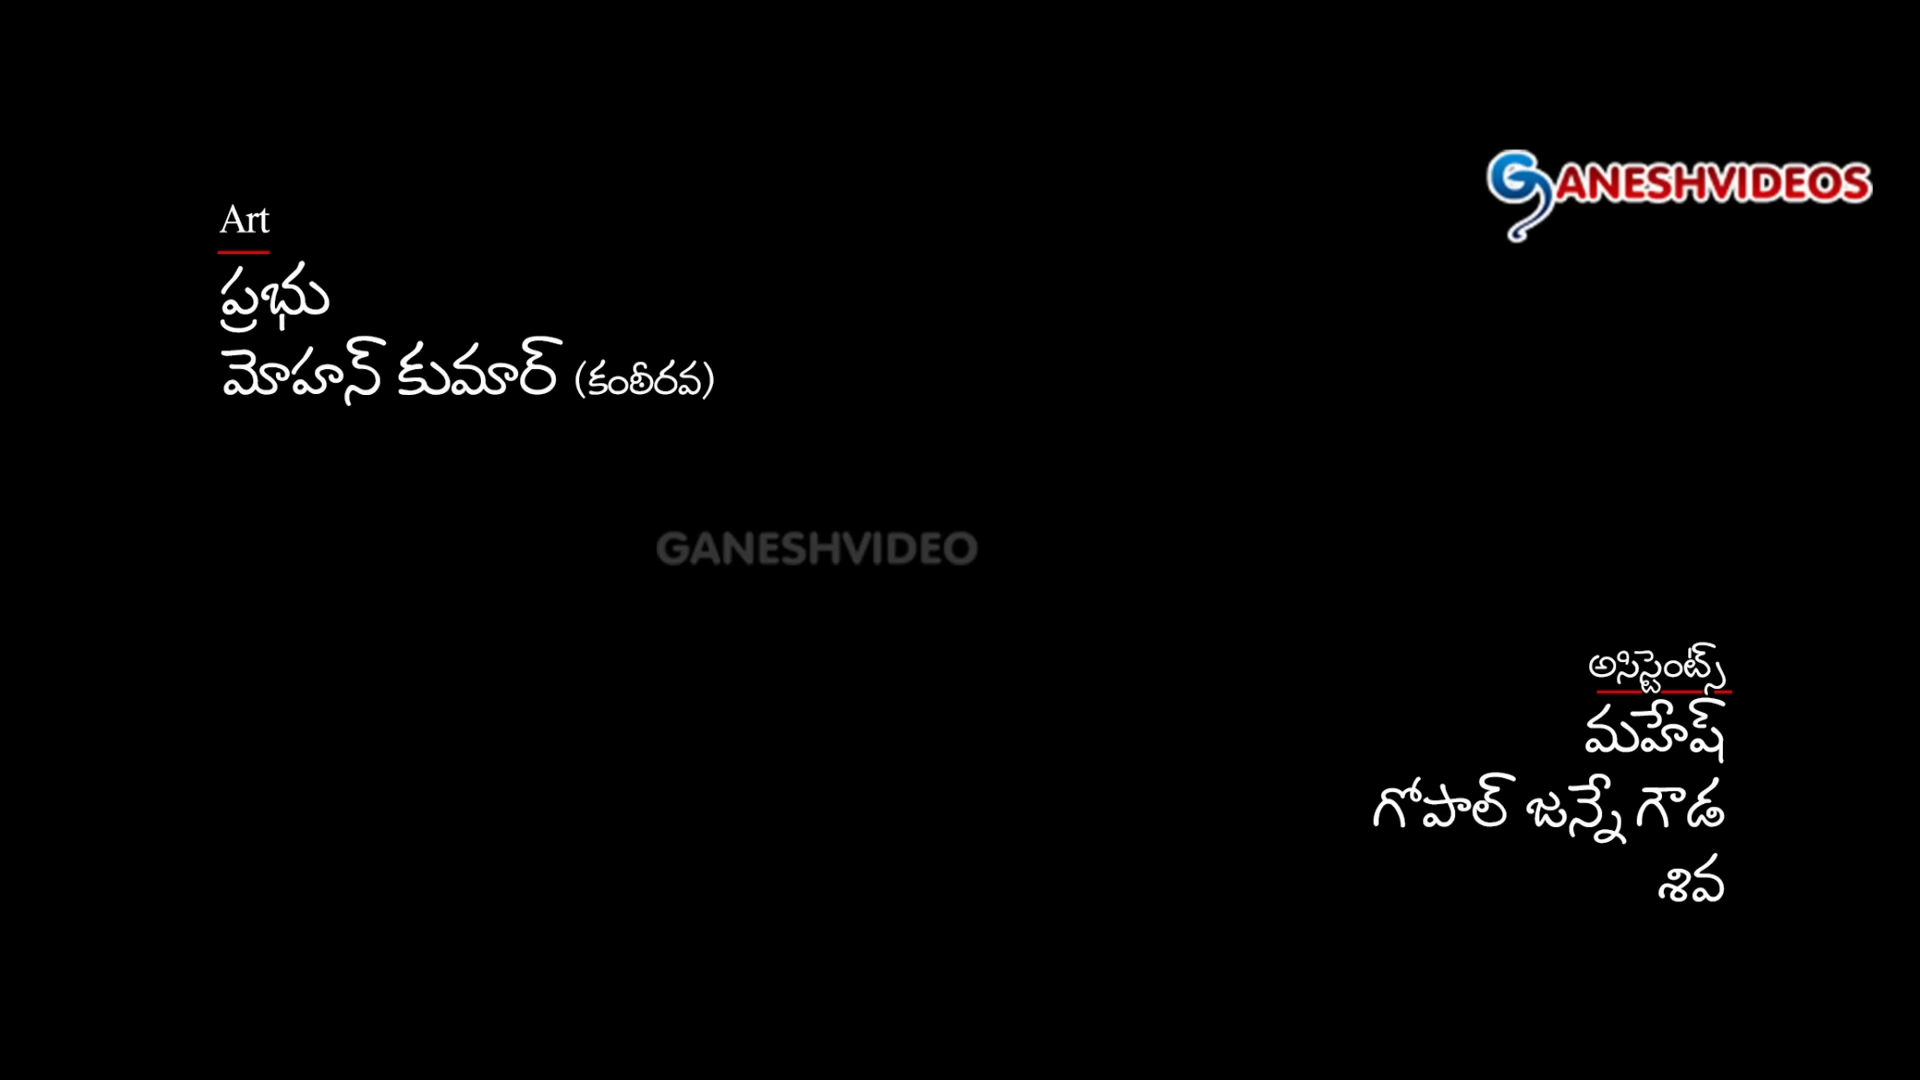 GANESHVIDEOS
Art
ప్రభు
మోహన్ కుమార్ (కంఠీరవ)
GANESHVIDEO
అసిస్టెంట్స్
మహేష్
గోపాల్ జన్నే గౌడ
శివ